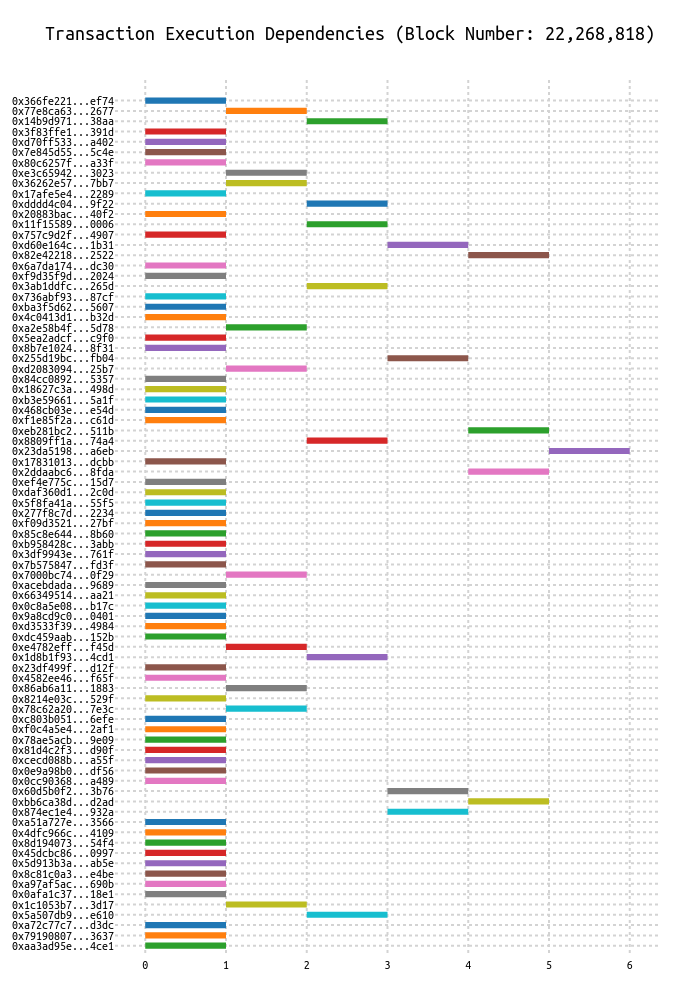 Transaction Execution Dependencies (Block Number: 22,268,818)
0x366fe221...ef74
0x77e8ca63...2677
0x14b9d971...38aa
0x3f83ffe1...391d
0xd70ff533...a402
0x7e845d55...5c4e
0x80c6257f...a33f
0xe3c65942...3023
0x36262e57...7bb7
0x17afe5e4...2289
0xdddd4c04...9f22
0x20883bac...40f2
0x11f15589...0006
0x757c9d2f...4907
0xd60e164c...1b31
0x82e42218...2522
0x6a7da174...dc30
0xf9d35f9d...2024
0x3ab1ddfc...265d
0x736abf93...87cf
0xba3f5d62...5607
0x4c0413d1...b32d
0xa2e58b4f...5d78
0x5ea2adcf...c9f0
0x8b7e1024...8f31
0x255d19bc...fb04
0xd2083094...25b7
0x84cc0892...5357
0x18627c3a...498d
0xb3e59661...5a1f
0x468cb03e...e54d
0xf1e85f2a...c61d
0xeb281bc2...511b
0x8809ff1a...74a4
0x23da5198...a6eb
0x17831013...dcbb
0x2ddaabc6...8fda
0xef4e775c...15d7
0xdaf360d1...2c0d
0x5f8fa41a...55f5
0x277f8c7d...2234
0xf09d3521...27bf
0x85c8e644...8b60
0xb958428c...3abb
0x3df9943e...761f
0x7b575847...fd3f
0x7000bc74...0f29
0xacebdada...9689
0x66349514...aa21
0x0c8a5e08...b17c
0x9a8cd9c0...0401
0xd3533f39...4984
0xdc459aab...152b
0xe4782eff...f45d
0x1d8b1f93...4cd1
0x23df499f...d12f
0x4582ee46...f65f
0x86ab6a11...1883
0x8214e03c...529f
0x78c62a20...7e3c
0xc803b051...6efe
0xf0c4a5e4...2af1
0x78ae5acb...9e09
0x81d4c2f3...d90f
0xcecd088b...a55f
0x0e9a98b0...df56
0x0cc90368...a489
0x60d5b0f2...3b76
0xbb6ca38d...d2ad
0x874ec1e4...932a
0xa51a727e...3566
0x4dfc966c...4109
0x8d194073...54f4
0x45dcbc86...0997
0x5d913b3a...ab5e
0x8c81c0a3...e4be
0xa97af5ac...690b
0x0afa1c37...18e1
0x1c1053b7...3d17
0x5a507db9...e610
0xa72c77c7...d3dc
0x79190807...3637
0xaa3ad95e...4ce1
0 1 2 3 4 5 6